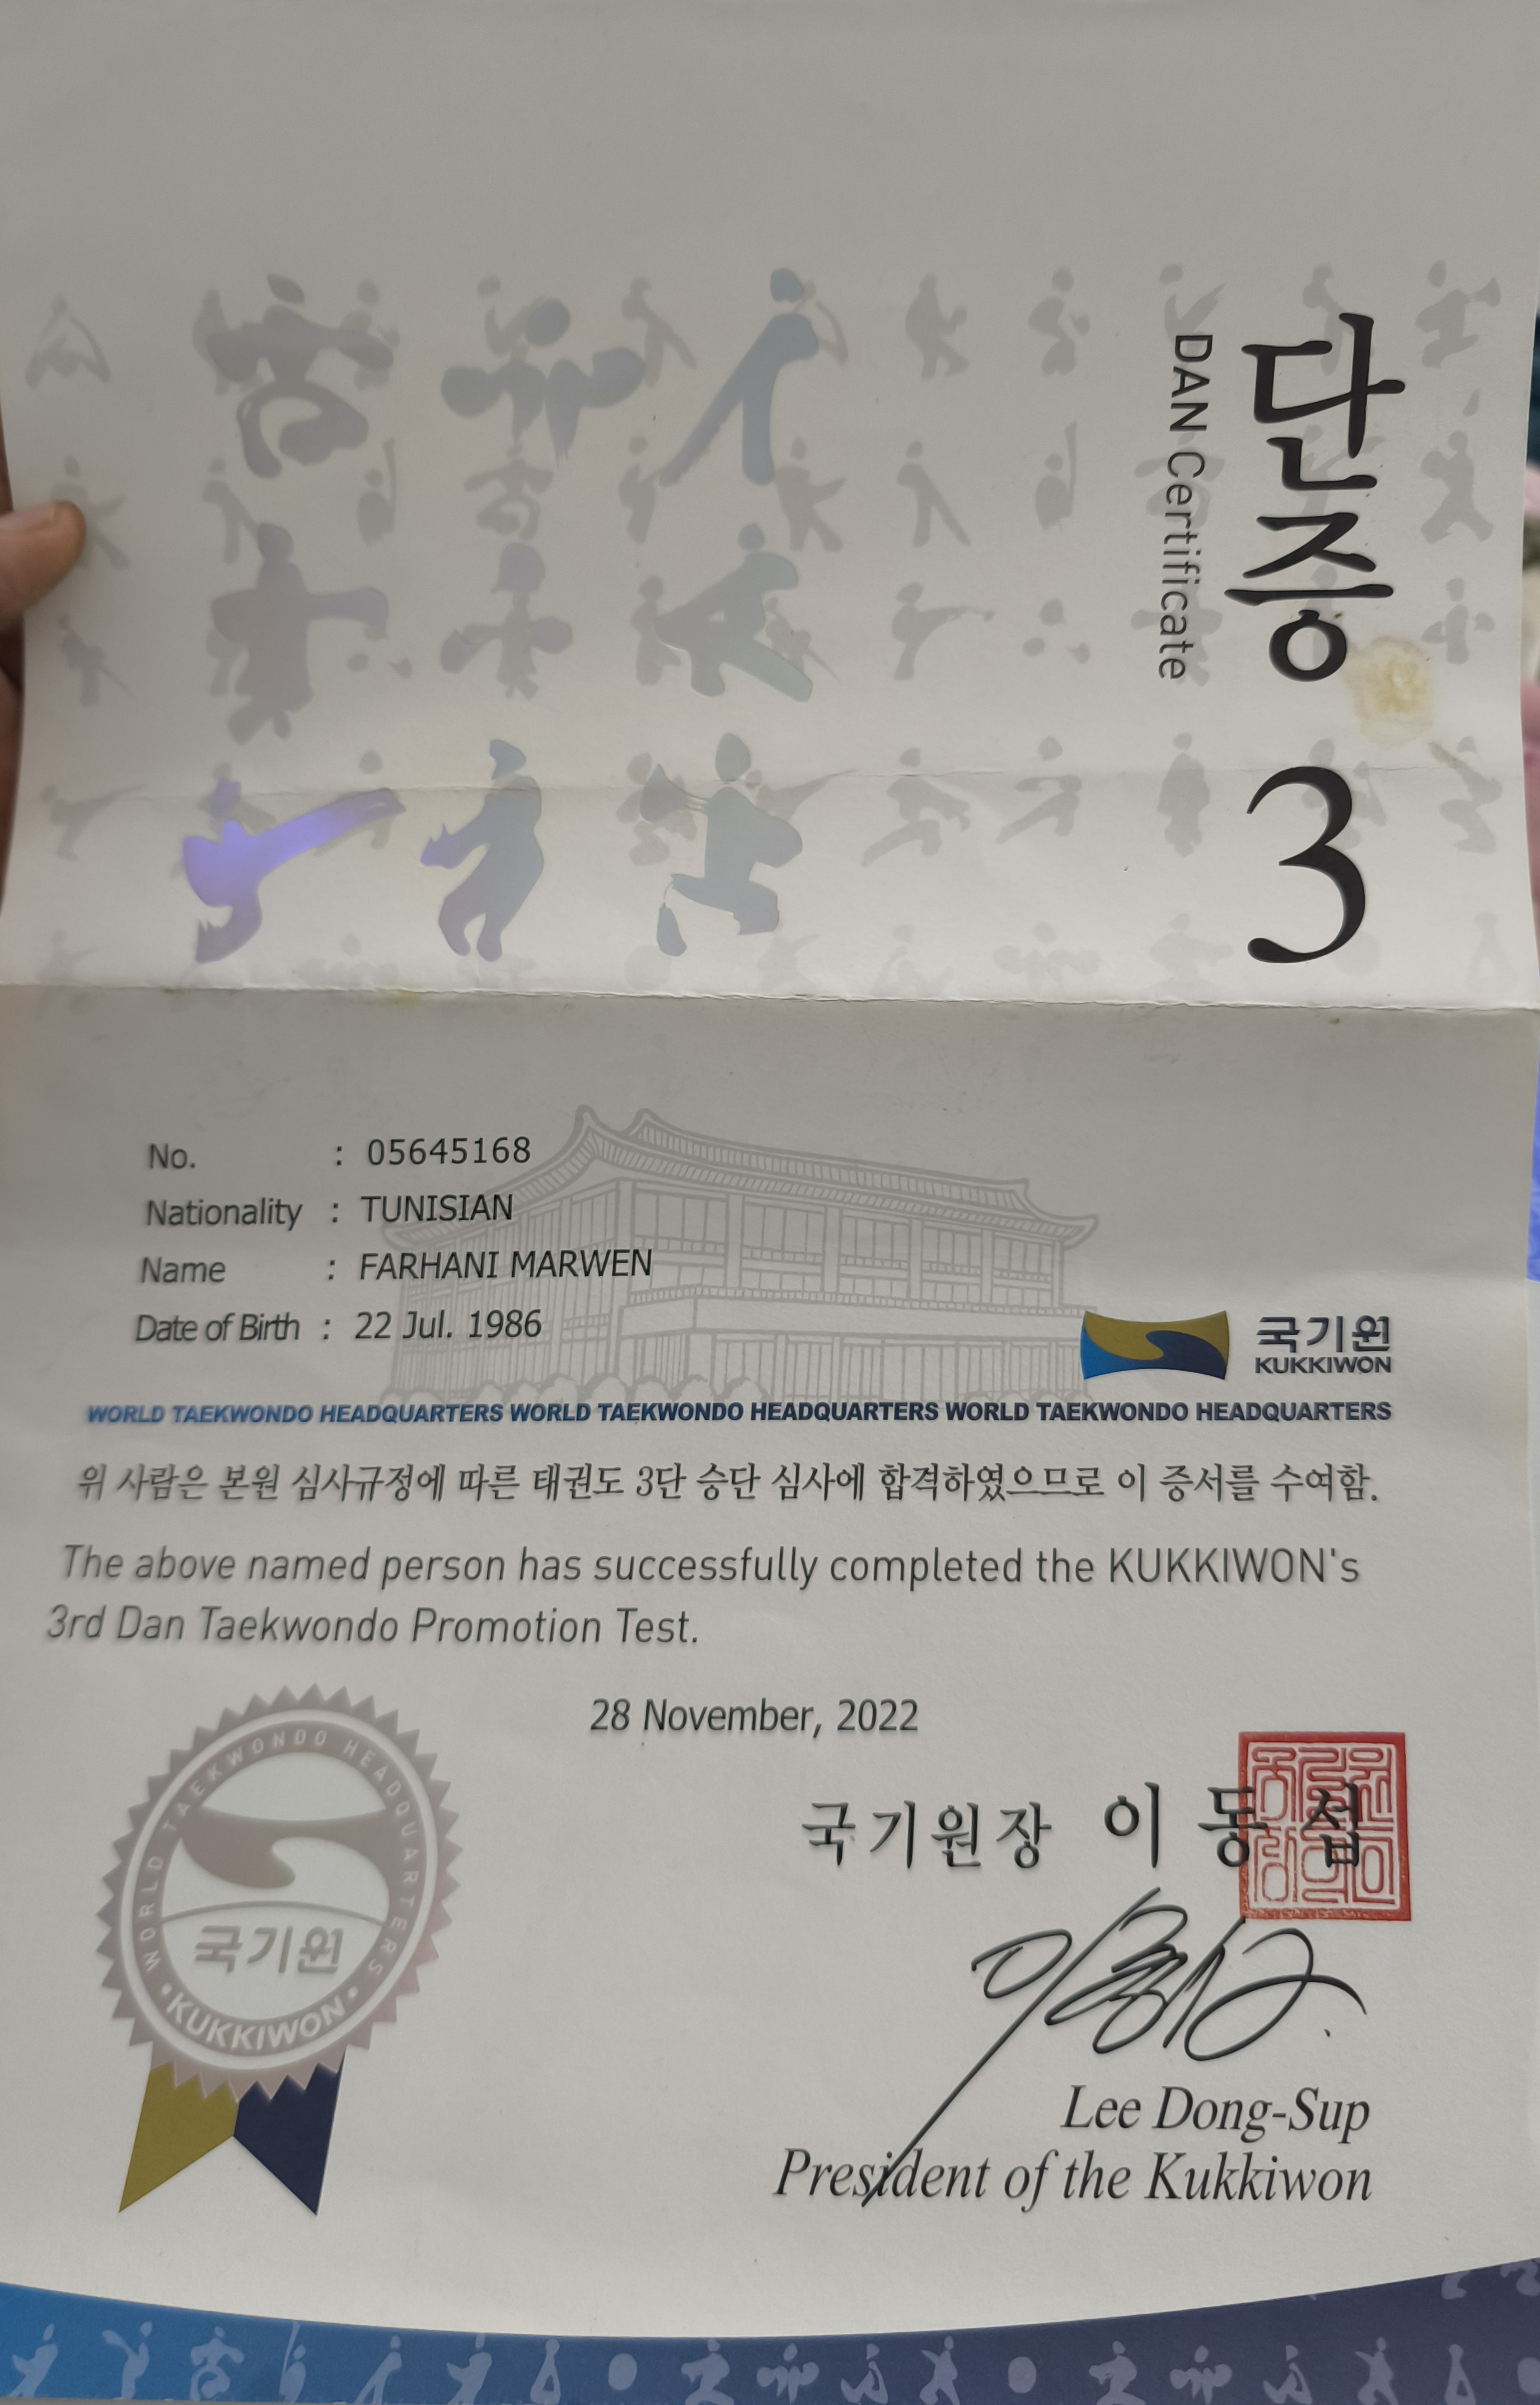 단증 3
DAN Certificate
No. : 05645168
Nationality : TUNISIAN
Name : FARHANI MARWEN
Date of Birth : 22 Jul. 1986
국기원
KUKKIWON
WORLD TAEKWONDO HEADQUARTERS WORLD TAEKWONDO HEADQUARTERS WORLD TAEKWONDO HEADQUARTERS
위 사람은 본원 심사규정에 따른 태권도 3단 승단 심사에 합격하였으므로 이 증서를 수여함.
The above named person has successfully completed the KUKKIWON's
3rd Dan Taekwondo Promotion Test.
28 November, 2022
WORLD TAEKWONDO HEADQUARTERS
국기원
• KUKKIWON •
국기원장 이동섭
Lee Dong-Sup
President of the Kukkiwon